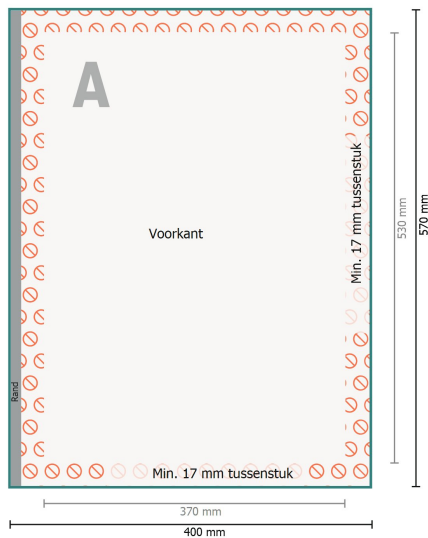 A
Voorkant
Min. 17 mm tussenstuk
530 mm
570 mm
Rand
Min. 17 mm tussenstuk
370 mm
400 mm